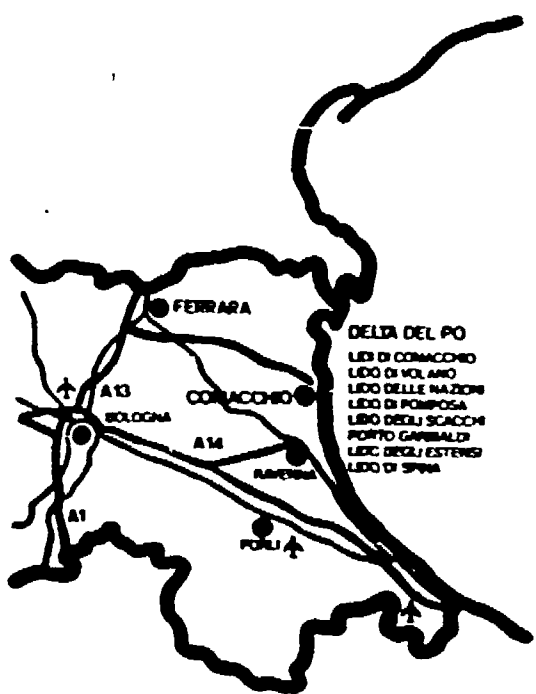 FERRARA
DELTA DEL PO
LIDI DI COMACCHIO
LIDO DI VOLANO
LIDO DELLE NAZIONI
LIDO DI POMPOSA
LIDO DEGLI SCACCHI
PORTO GARIBALDI
LIDO DEGLI ESTENSI
LIDO DI SPINA
A13
COMACCHIO
BOLOGNA
A14
RAVENNA
A1
FORLI